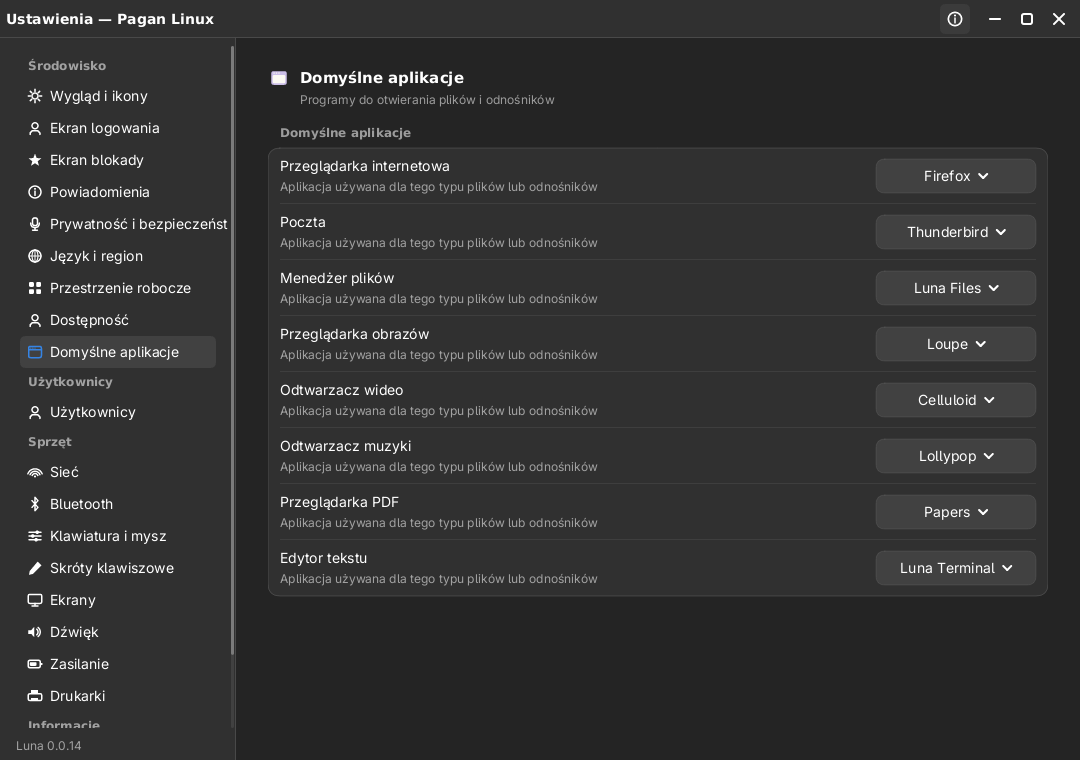 Ustawienia — Pagan Linux
Środowisko
Wygląd i ikony
Ekran logowania
Ekran blokady
Powiadomienia
Prywatność i bezpieczeńst
Język i region
Przestrzenie robocze
Dostępność
Domyślne aplikacje
Użytkownicy
Użytkownicy
Sprzęt
Sieć
Bluetooth
Klawiatura i mysz
Skróty klawiszowe
Ekrany
Dźwięk
Zasilanie
Drukarki
Informacje
Luna 0.0.14
Domyślne aplikacje
Programy do otwierania plików i odnośników
Domyślne aplikacje
Przeglądarka internetowa
Aplikacja używana dla tego typu plików lub odnośników
Firefox
Poczta
Aplikacja używana dla tego typu plików lub odnośników
Thunderbird
Menedżer plików
Aplikacja używana dla tego typu plików lub odnośników
Luna Files
Przeglądarka obrazów
Aplikacja używana dla tego typu plików lub odnośników
Loupe
Odtwarzacz wideo
Aplikacja używana dla tego typu plików lub odnośników
Celluloid
Odtwarzacz muzyki
Aplikacja używana dla tego typu plików lub odnośników
Lollypop
Przeglądarka PDF
Aplikacja używana dla tego typu plików lub odnośników
Papers
Edytor tekstu
Aplikacja używana dla tego typu plików lub odnośników
Luna Terminal